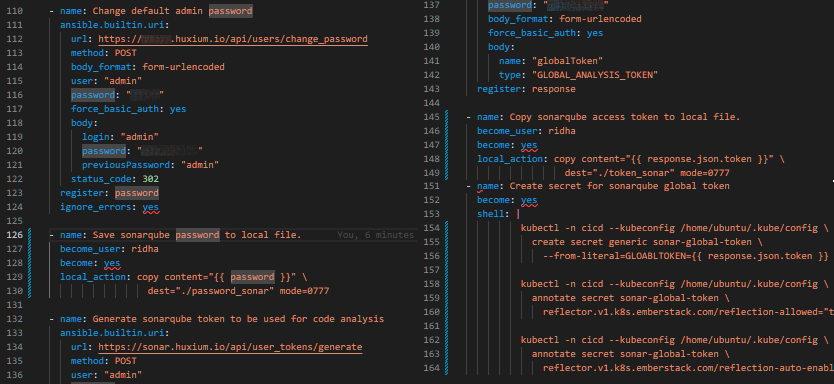 110 - name: Change default admin password
111 ansible.builtin.uri:
112 url: https://.huxium.io/api/users/change_password
113 method: POST
114 body_format: form-urlencoded
115 user: "admin"
116 password: "
117 force_basic_auth: yes
118 body:
119 login: "admin"
120 password: " "
121 previousPassword: "admin"
122 status_code: 302
123 register: password
124 ignore_errors: yes
125
126 - name: Save sonarqube password to local file. You, 6 minutes
127 become_user: ridha
128 become: yes
129 local_action: copy content="{{ password }}" \
130 dest="./password_sonar" mode=0777
131
132 - name: Generate sonarqube token to be used for code analysis
133 ansible.builtin.uri:
134 url: https://sonar.huxium.io/api/user_tokens/generate
135 method: POST
136 user: "admin"
137 password: " "
138 body_format: form-urlencoded
139 force_basic_auth: yes
140 body:
141 name: "globalToken"
142 type: "GLOBAL_ANALYSIS_TOKEN"
143 register: response
144
145 - name: Copy sonarqube access token to local file.
146 become_user: ridha
147 become: yes
148 local_action: copy content="{{ response.json.token }}" \
149 dest="./token_sonar" mode=0777
151 - name: Create secret for sonarqube global token
152 become: yes
153 shell: |
154 kubectl -n cicd --kubeconfig /home/ubuntu/.kube/config \
155 create secret generic sonar-global-token \
156 --from-literal=GLOABLTOKEN={{ response.json.token }}
157
158 kubectl -n cicd --kubeconfig /home/ubuntu/.kube/config \
159 annotate secret sonar-global-token \
160 reflector.v1.k8s.emberstack.com/reflection-allowed="t
161
162 kubectl -n cicd --kubeconfig /home/ubuntu/.kube/config \
163 annotate secret sonar-global-token \
164 reflector.v1.k8s.emberstack.com/reflection-auto-enabl